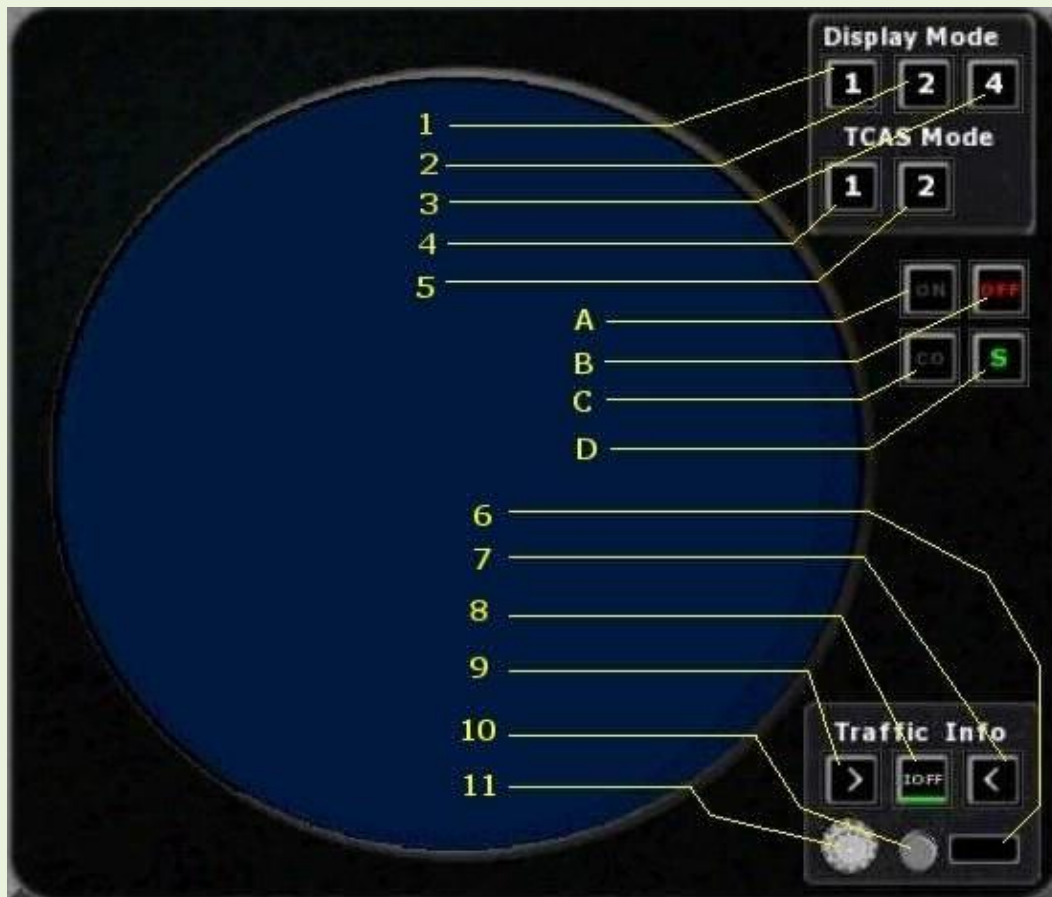 Display Mode
1 2 4
TCAS Mode
1 2
1
2
3
4
5
ON OFF
CO S
A
B
C
D
6
7
8
9
10
11
Traffic Info
> IOFF <